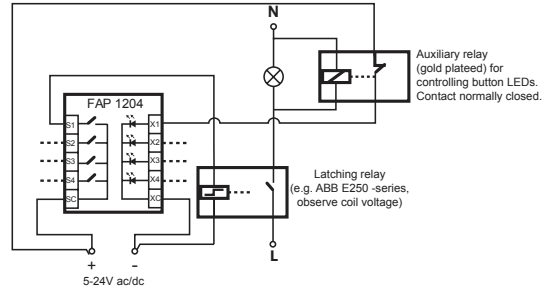 N
Auxiliary relay
(gold plateed) for
controlling button LEDs.
Contact normally closed.
FAP 1204
S1
X1
S2
X2
S3
X3
S4
X4
SC
XC
Latching relay
(e.g. ABB E250 -series,
observe coil voltage)
L
+
-
5-24V ac/dc